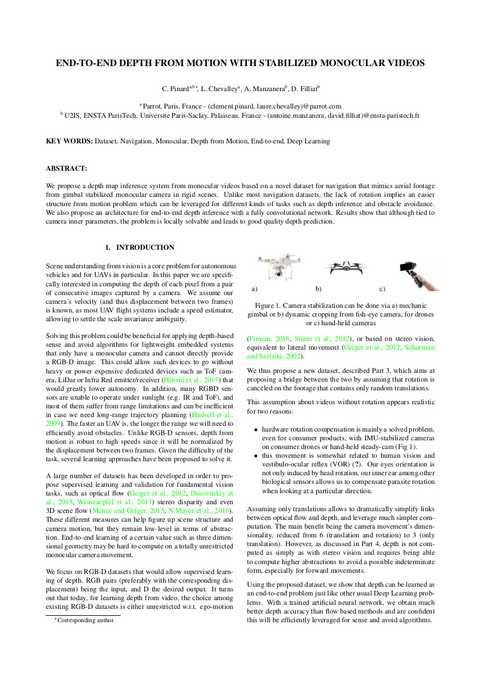 END-TO-END DEPTH FROM MOTION WITH STABILIZED MONOCULAR VIDEOS
C. Pinard a b *, L. Chevalley a, A. Manzanera b, D. Filliat b
a Parrot, Paris, France - (clement.pinard, laure.chevalley)@parrot.com
b U2IS, ENSTA ParisTech, Universite Paris-Saclay, Palaiseau, France - (antoine.manzanera, david.filliat)@ensta-paristech.fr
KEY WORDS: Dataset, Navigation, Monocular, Depth from Motion, End-to-end, Deep Learning
ABSTRACT:
We propose a depth map inference system from monocular videos based on a novel dataset for navigation that mimics aerial footage
from gimbal stabilized monocular camera in rigid scenes. Unlike most navigation datasets, the lack of rotation implies an easier
structure from motion problem which can be leveraged for different kinds of tasks such as depth inference and obstacle avoidance.
We also propose an architecture for end-to-end depth inference with a fully convolutional network. Results show that although tied to
camera inner parameters, the problem is locally solvable and leads to good quality depth prediction.
1. INTRODUCTION
Scene understanding from vision is a core problem for autonomous
vehicles and for UAVs in particular. In this paper we are specifi-
cally interested in computing the depth of each pixel from a pair
of consecutive images captured by a camera. We assume our
camera's velocity (and thus displacement between two frames)
is known, as most UAV flight systems include a speed estimator,
allowing to settle the scale invariance ambiguity.
Solving this problem could be beneficial for applying depth-based
sense and avoid algorithms for lightweight embedded systems
that only have a monocular camera and cannot directly provide
a RGB-D image. This could allow such devices to go without
heavy or power expensive dedicated devices such as ToF cam-
era, LiDar or Infra Red emitter/receiver (Hitomi et al., 2015) that
would greatly lower autonomy. In addition, many RGBD sen-
sors are unable to operate under sunlight (e.g. IR and ToF), and
most of them suffer from range limitations and can be inefficient
in case we need long-range trajectory planning (Hadsell et al.,
2009). The faster an UAV is, the longer the range we will need to
efficiently avoid obstacles. Unlike RGB-D sensors, depth from
motion is robust to high speeds since it will be normalized by
the displacement between two frames. Given the difficulty of the
task, several learning approaches have been proposed to solve it.
A large number of datasets has been developed in order to pro-
pose supervised learning and validation for fundamental vision
tasks, such as optical flow (Geiger et al., 2012, Dosovitskiy et
al., 2015, Weinzaepfel et al., 2013) stereo disparity and even
3D scene flow (Menze and Geiger, 2015, N.Mayer et al., 2016).
These different measures can help figure up scene structure and
camera motion, but they remain low-level in terms of abstrac-
tion. End-to-end learning of a certain value such as three dimen-
sional geometry may be hard to compute on a totally unrestricted
monocular camera movement.
We focus on RGB-D datasets that would allow supervised learn-
ing of depth. RGB pairs (preferably with the corresponding dis-
placement) being the input, and D the desired output. It turns
out that today, for learning depth from video, the choice among
existing RGB-D datasets is either unrestricted w.r.t. ego-motion
* Corresponding author
a) b) c)
Figure 1. Camera stabilization can be done via a) mechanic
gimbal or b) dynamic cropping from fish-eye camera, for drones
or c) hand-held cameras
(Firman, 2016, Sturm et al., 2012), or based on stereo vision,
equivalent to lateral movement (Geiger et al., 2012, Scharstein
and Szeliski, 2002).
We thus propose a new dataset, described Part 3, which aims at
proposing a bridge between the two by assuming that rotation is
canceled on the footage that contains only random translations.
This assumption about videos without rotation appears realistic
for two reasons:
• hardware rotation compensation is mainly a solved problem,
even for consumer products, with IMU-stabilized cameras
on consumer drones or hand-held steady-cam (Fig 1).
• this movement is somewhat related to human vision and
vestibulo-ocular reflex (VOR) (?). Our eyes orientation is
not only induced by head rotation, our inner ear among other
biological sensors allows us to compensate parasite rotation
when looking at a particular direction.
Assuming only translations allows to dramatically simplify links
between optical flow and depth, and leverage much simpler com-
putation. The main benefit being the camera movement's dimen-
sionality, reduced from 6 (translation and rotation) to 3 (only
translation). However, as discussed in Part 4, depth is not com-
puted as simply as with stereo vision and requires being able
to compute higher abstractions to avoid a possible indeterminate
form, especially for forward movements.
Using the proposed dataset, we show that depth can be learned as
an end-to-end problem just like other usual Deep Learning prob-
lems. With a trained artificial neural network, we obtain much
better depth accuracy than flow based methods and are confident
this will be efficiently leveraged for sense and avoid algorithms.